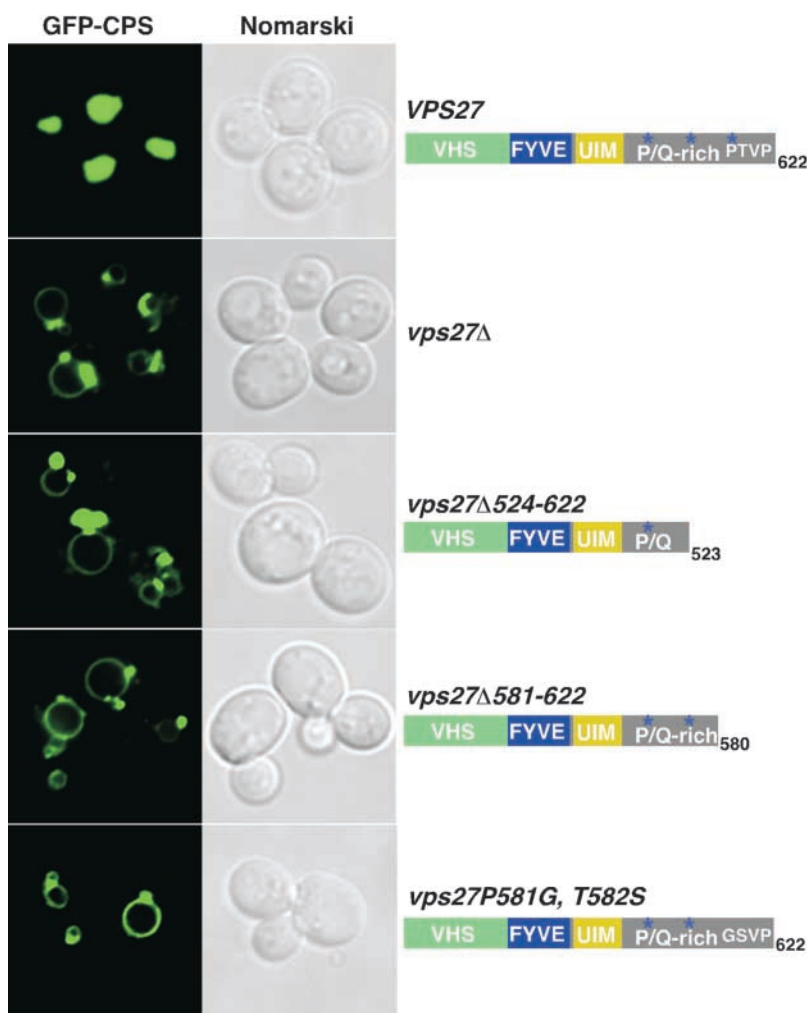 GFP-CPS Nomarski
VPS27
VHS FYVE UIM P/Q-rich PTVP 622
* * *
vps27Δ
vps27Δ524-622
VHS FYVE UIM P/Q 523
*
vps27Δ581-622
VHS FYVE UIM P/Q-rich 580
* *
vps27P581G, T582S
VHS FYVE UIM P/Q-rich GSVP 622
* *